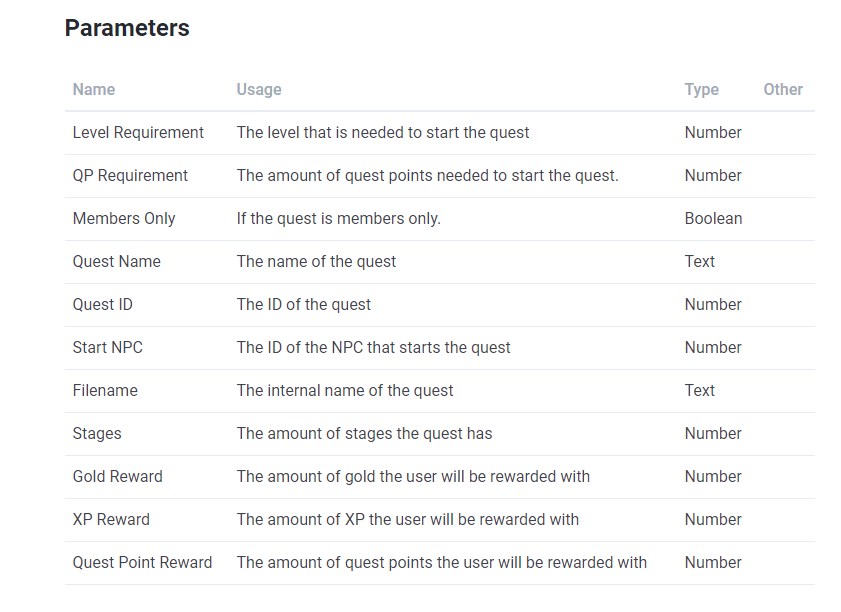 Parameters
Name Usage Type Other
Level Requirement The level that is needed to start the quest Number
QP Requirement The amount of quest points needed to start the quest. Number
Members Only If the quest is members only. Boolean
Quest Name The name of the quest Text
Quest ID The ID of the quest Number
Start NPC The ID of the NPC that starts the quest Number
Filename The internal name of the quest Text
Stages The amount of stages the quest has Number
Gold Reward The amount of gold the user will be rewarded with Number
XP Reward The amount of XP the user will be rewarded with Number
Quest Point Reward The amount of quest points the user will be rewarded with Number